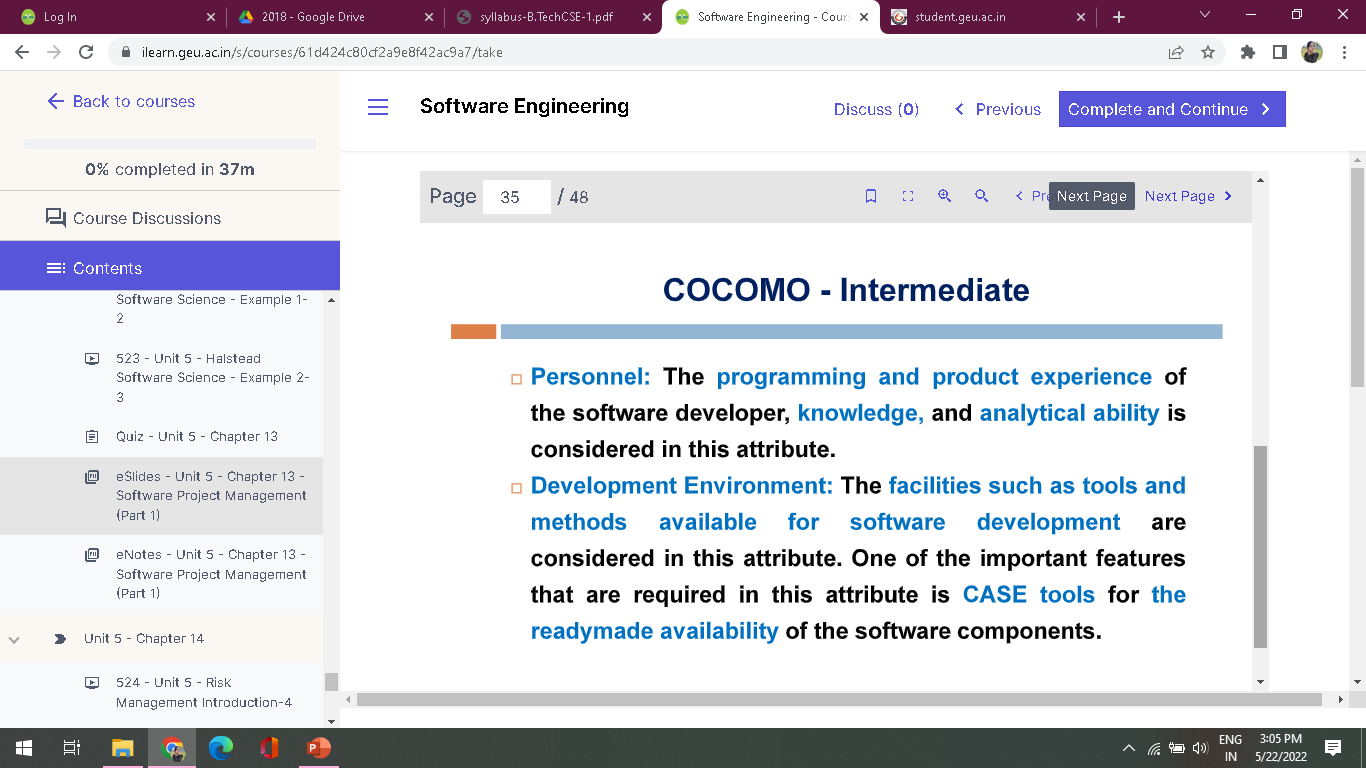 Log In
2018 - Google Drive
syllabus-B.TechCSE-1.pdf
Software Engineering - Cour
student.geu.ac.in
ilearn.geu.ac.in/s/courses/61d424c80cf2a9e8f42ac9a7/take
Back to courses
0% completed in 37m
Course Discussions
Contents
Software Science - Example 1-
2
523 - Unit 5 - Halstead
Software Science - Example 2-
3
Quiz - Unit 5 - Chapter 13
eSlides - Unit 5 - Chapter 13 -
Software Project Management
(Part 1)
eNotes - Unit 5 - Chapter 13 -
Software Project Management
(Part 1)
Unit 5 - Chapter 14
524 - Unit 5 - Risk
Management Introduction-4
Software Engineering
Discuss (0)
Previous
Complete and Continue
Page 35 / 48
Pre
Next Page
Next Page
COCOMO - Intermediate
Personnel: The programming and product experience of
the software developer, knowledge, and analytical ability is
considered in this attribute.
Development Environment: The facilities such as tools and
methods available for software development are
considered in this attribute. One of the important features
that are required in this attribute is CASE tools for the
readymade availability of the software components.
ENG
IN
3:05 PM
5/22/2022